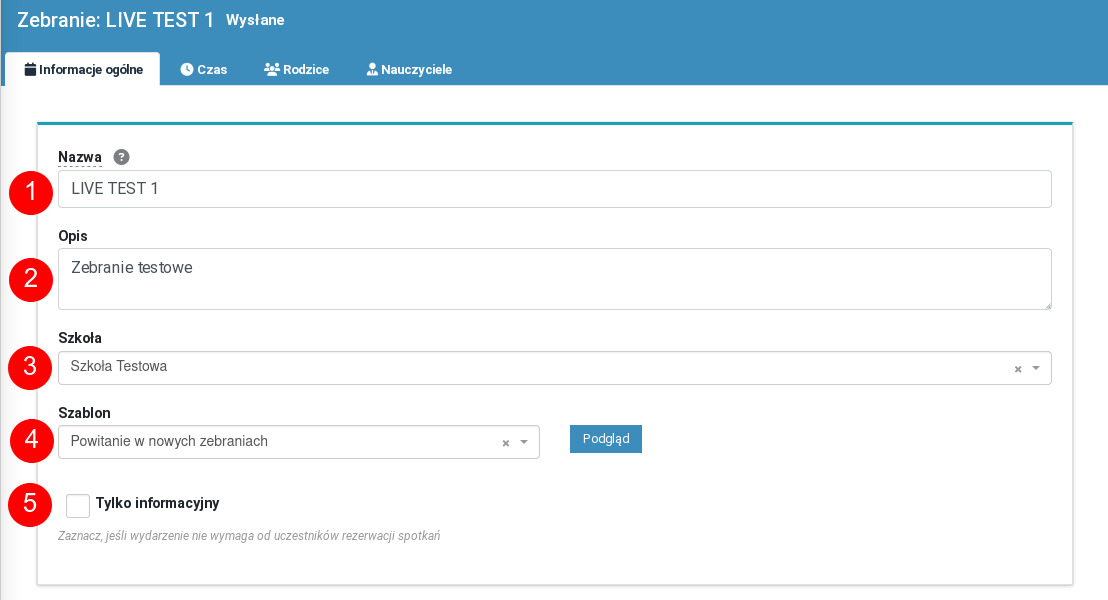 Zebranie: LIVE TEST 1 Wysłane
Informacje ogólne Czas Rodzice Nauczyciele
Nazwa ?
1 LIVE TEST 1
Opis
2 Zebranie testowe
Szkoła
3 Szkoła Testowa × 
Szablon
4 Powitanie w nowych zebraniach × Podgląd
5 Tylko informacyjny
Zaznacz, jeśli wydarzenie nie wymaga od uczestników rezerwacji spotkań